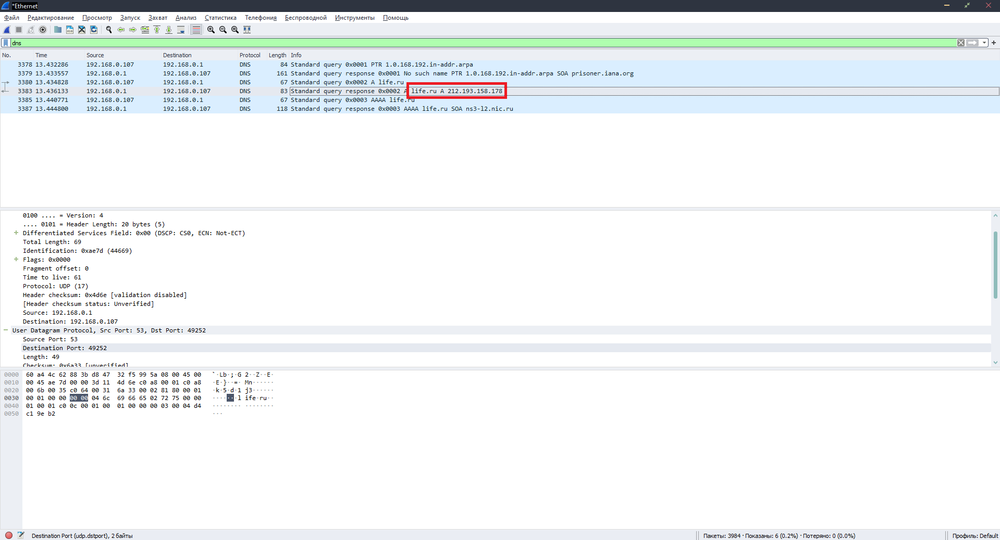 *Ethernet
Файл Редактирование Просмотр Запуск Захват Анализ Статистика Телефония Беспроводной Инструменты Помощь
dns
No. Time Source Destination Protocol Length Info
3378 13.432286 192.168.0.107 192.168.0.1 DNS 84 Standard query 0x0001 PTR 1.0.168.192.in-addr.arpa
3379 13.433557 192.168.0.1 192.168.0.107 DNS 161 Standard query response 0x0001 No such name PTR 1.0.168.192.in-addr.arpa SOA prisoner.iana.org
3380 13.434828 192.168.0.107 192.168.0.1 DNS 67 Standard query 0x0002 A life.ru
3383 13.436133 192.168.0.1 192.168.0.107 DNS 83 Standard query response 0x0002 A life.ru A 212.193.158.178
3385 13.440771 192.168.0.107 192.168.0.1 DNS 67 Standard query 0x0003 AAAA life.ru
3387 13.444800 192.168.0.1 192.168.0.107 DNS 118 Standard query response 0x0003 AAAA life.ru SOA ns3-l2.nic.ru
0100 .... = Version: 4
.... 0101 = Header Length: 20 bytes (5)
Differentiated Services Field: 0x00 (DSCP: CS0, ECN: Not-ECT)
Total Length: 69
Identification: 0xae7d (44669)
Flags: 0x0000
Fragment offset: 0
Time to live: 61
Protocol: UDP (17)
Header checksum: 0x4d6e [validation disabled]
[Header checksum status: Unverified]
Source: 192.168.0.1
Destination: 192.168.0.107
User Datagram Protocol, Src Port: 53, Dst Port: 49252
Source Port: 53
Destination Port: 49252
Length: 49
Checksum: 0x6a33 [unverified]
0000 60 a4 4c 62 88 3b d8 47 32 f5 99 5a 08 00 45 00 `·Lb·;·G 2··Z··E·
0010 00 45 ae 7d 00 00 3d 11 4d 6e c0 a8 00 01 c0 a8 ·E·}··=· Mn······
0020 00 6b 00 35 c0 64 00 31 6a 33 00 02 81 80 00 01 ·k·5·d·1 j3······
0030 00 01 00 00 00 00 04 6c 69 66 65 02 72 75 00 00 ·······l ife·ru··
0040 01 00 01 c0 0c 00 01 00 01 00 00 00 03 00 04 d4 ········ ········
0050 c1 9e b2 ···
Destination Port (udp.dstport), 2 байты Пакеты: 3984 · Показаны: 6 (0.2%) · Потеряно: 0 (0.0%) Профиль: Default